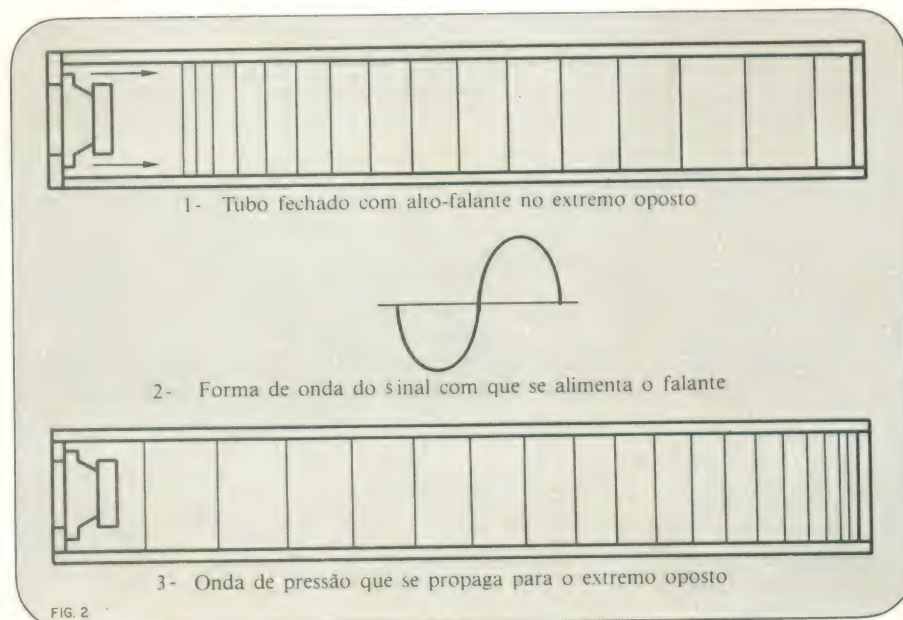 1- Tubo fechado com alto-falante no extremo oposto
2- Forma de onda do sinal com que se alimenta o falante
3- Onda de pressão que se propaga para o extremo oposto
FIG. 2